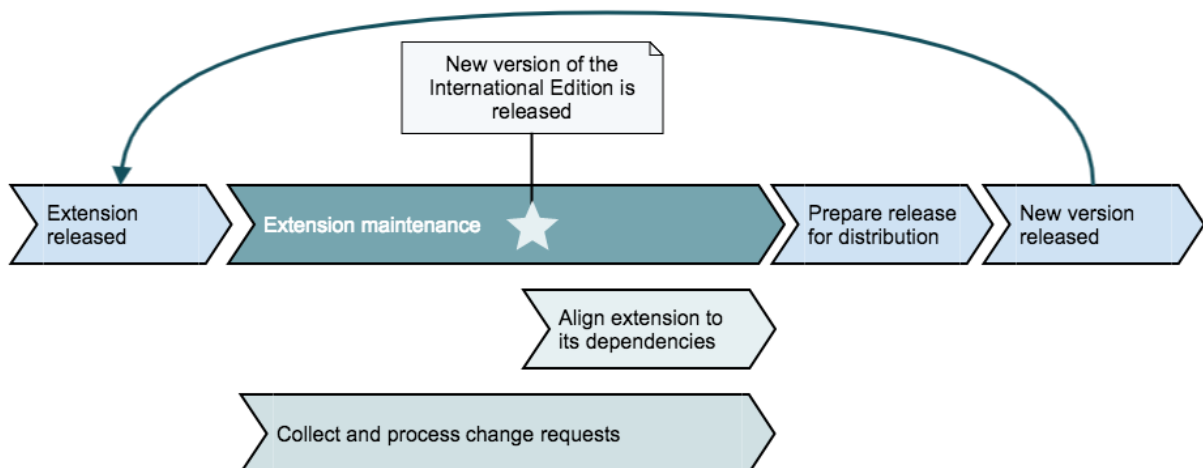 New version of the
International Edition is
released
Extension
released
Extension maintenance
Prepare release
for distribution
New version
released
Align extension to
its dependencies
Collect and process change requests